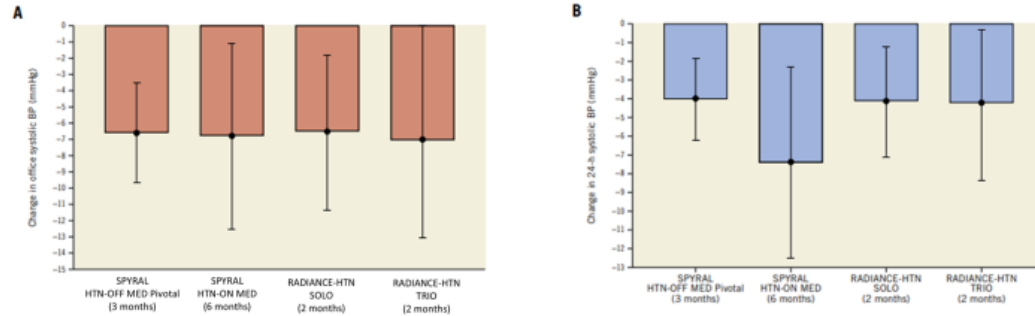 A
Change in office systolic BP (mmHg)
0
−1
−2
−3
−4
−5
−6
−7
−8
−9
−10
−11
−12
−13
−14
−15
SPYRAL
HTN-OFF MED Pivotal
(3 months)
SPYRAL
HTN-ON MED
(6 months)
RADIANCE-HTN
SOLO
(2 months)
RADIANCE-HTN
TRIO
(2 months)
B
Change in 24-h systolic BP (mmHg)
0
−1
−2
−3
−4
−5
−6
−7
−8
−9
−10
−11
−12
−13
SPYRAL
HTN-OFF MED Pivotal
(3 months)
SPYRAL
HTN-ON MED
(6 months)
RADIANCE-HTN
SOLO
(2 months)
RADIANCE-HTN
TRIO
(2 months)